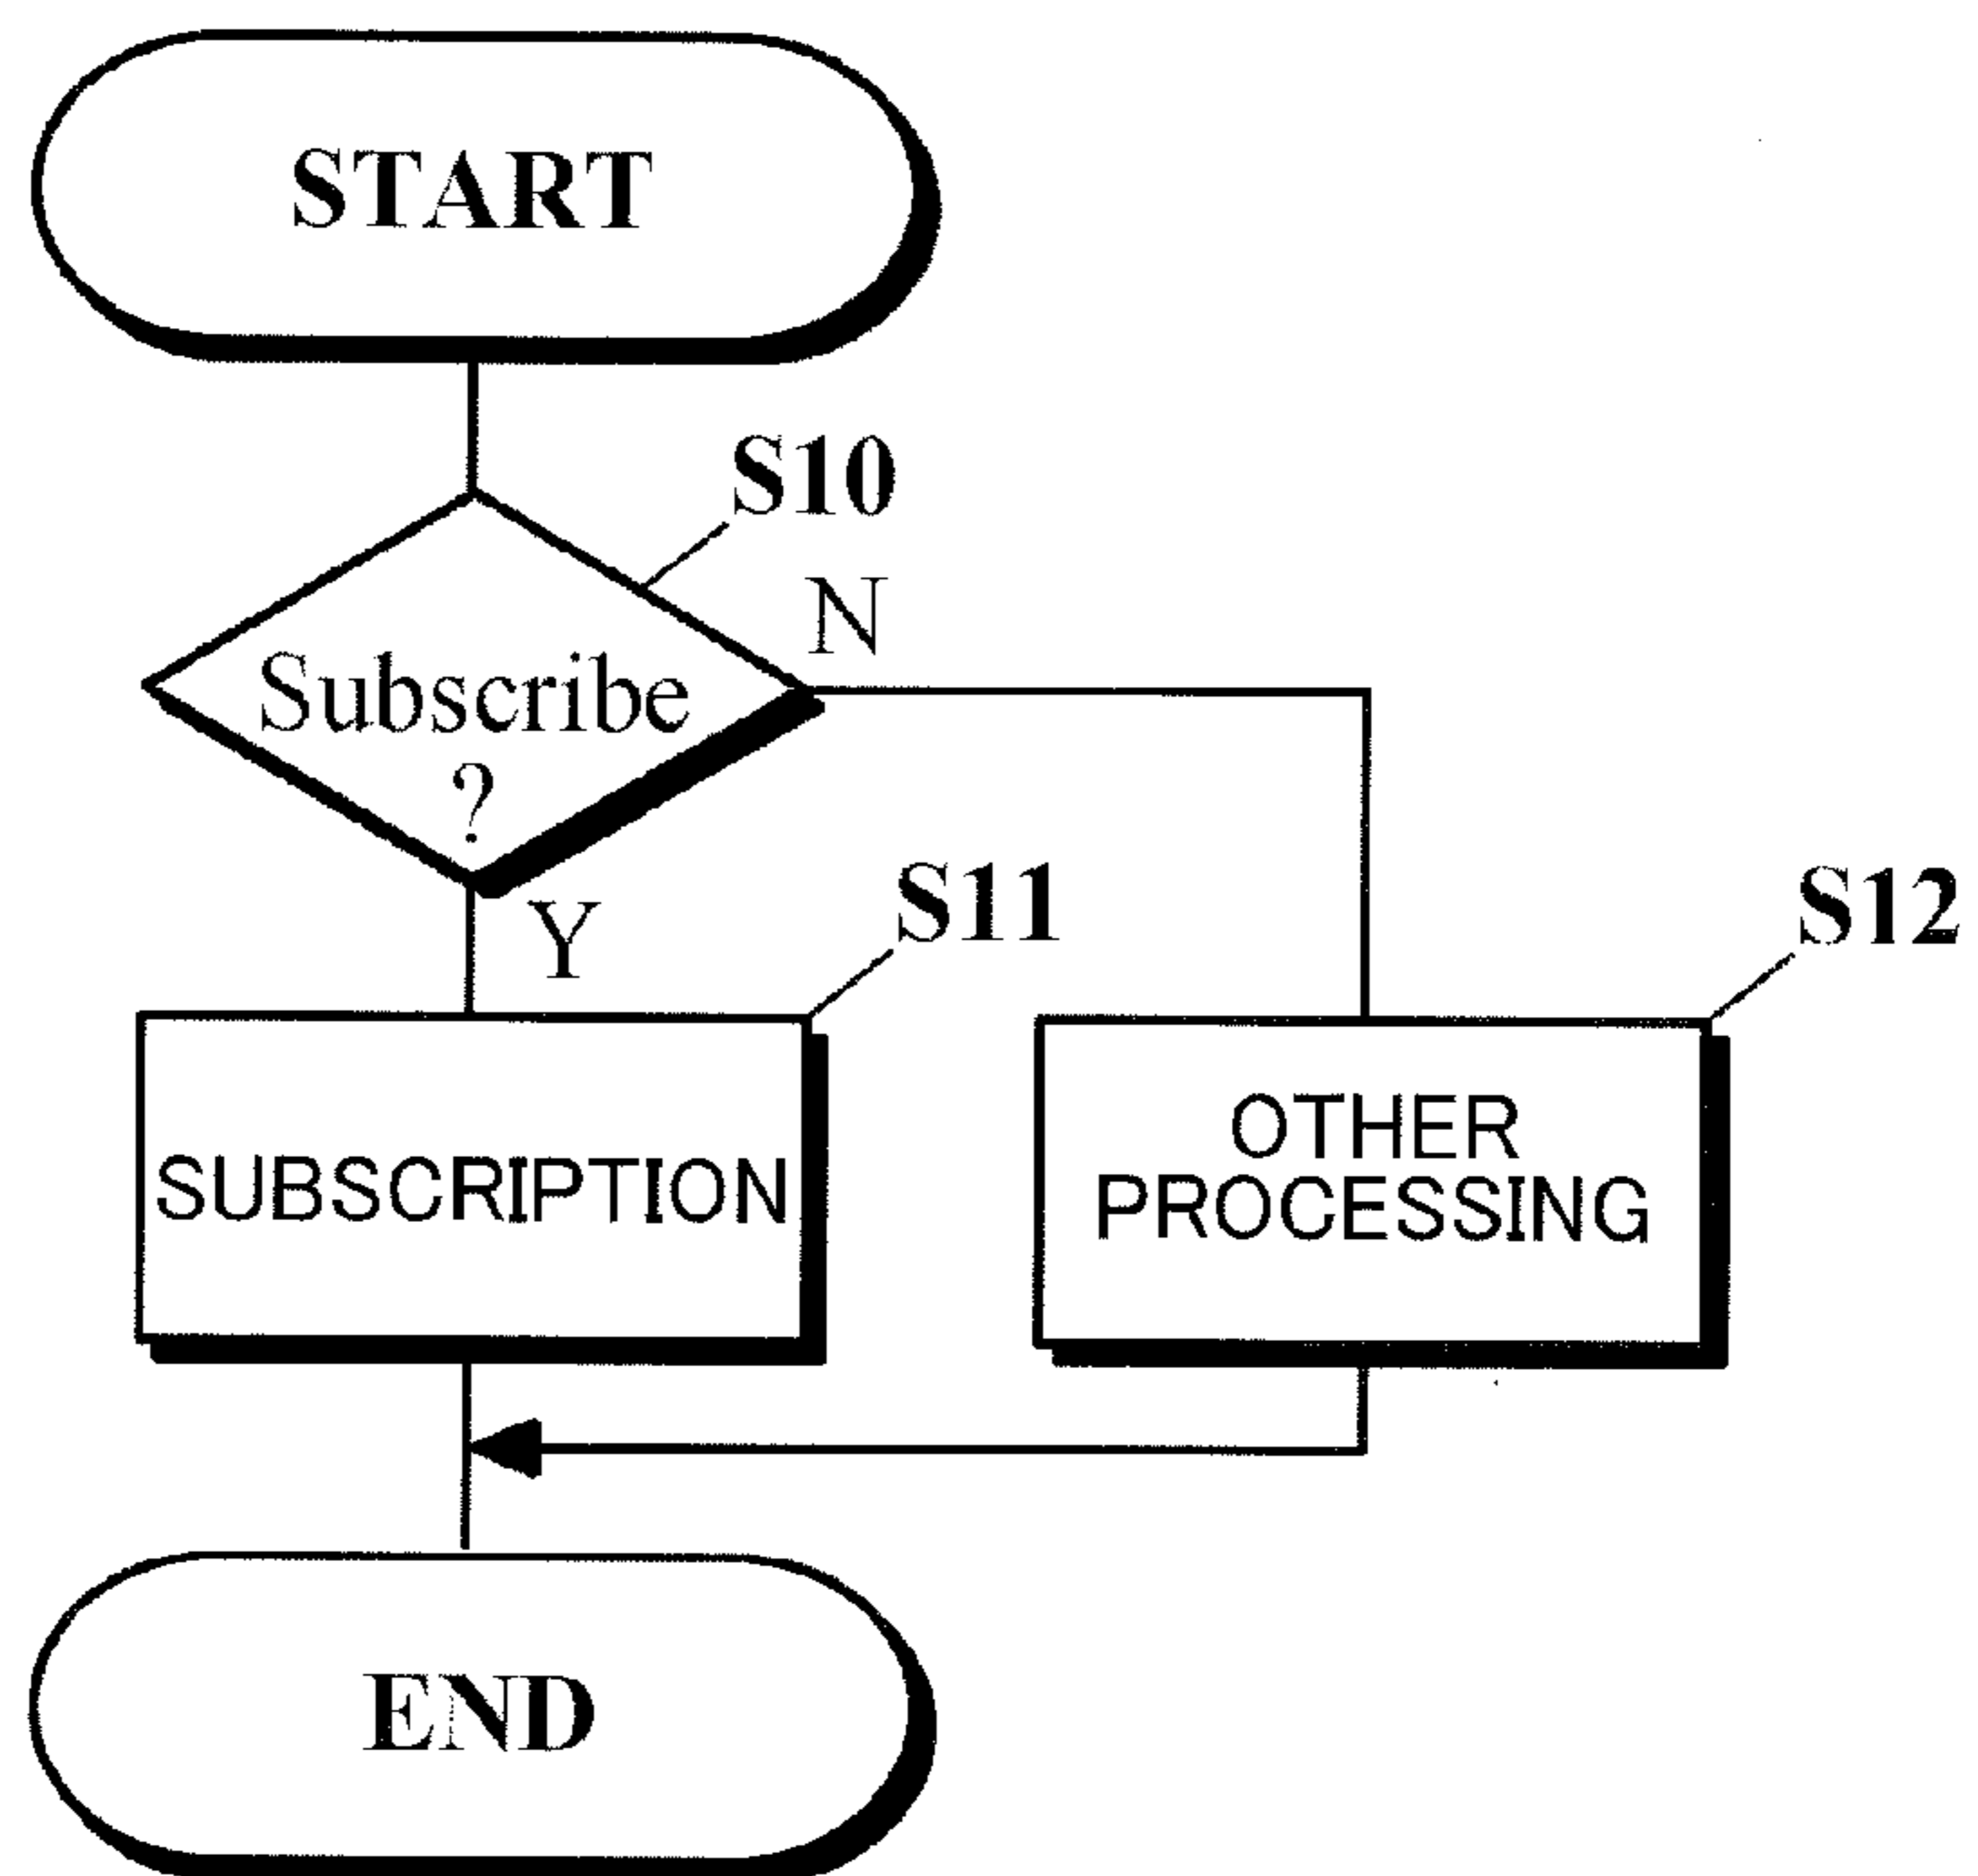 START
S10
N
Subscribe
?
Y
S11
S12
SUBSCRIPTION
OTHER
PROCESSING
END